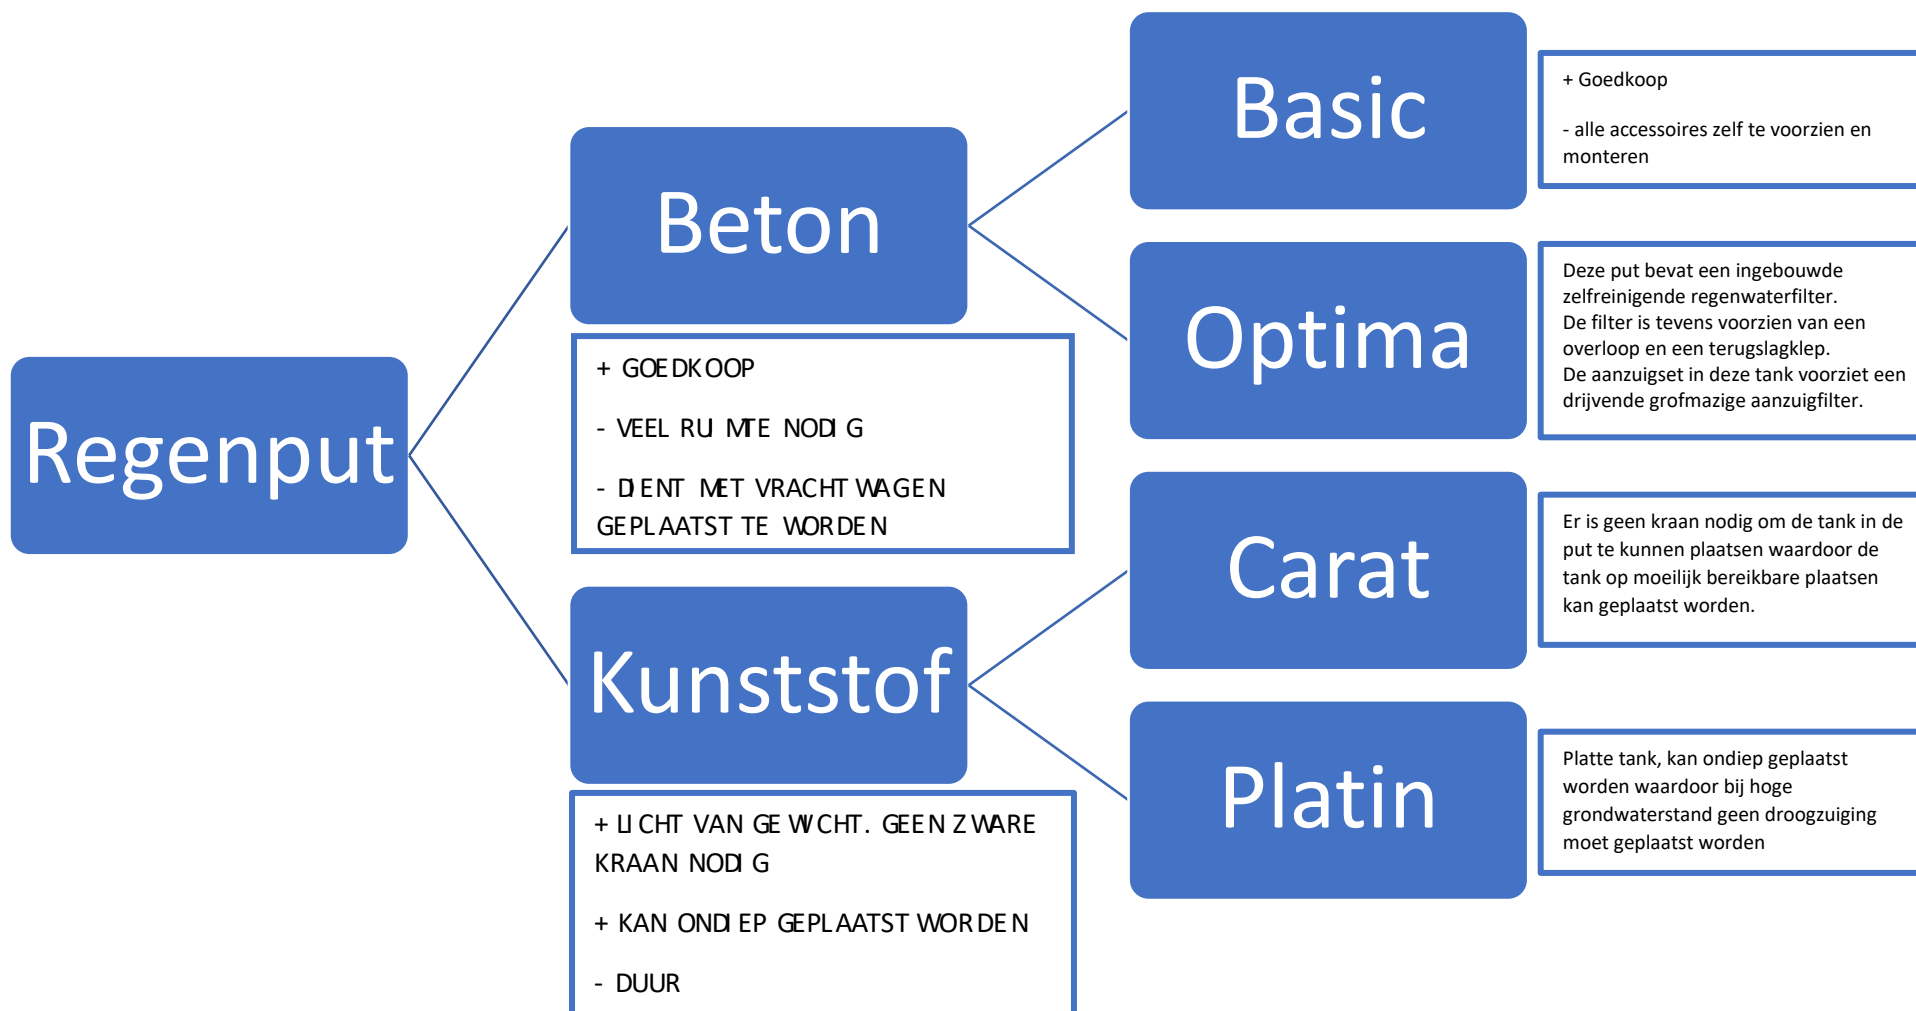 Regenput
Beton
+ GOEDKOOP
- VEEL RUIMTE NODIG
- DIENT MET VRACHTWAGEN
GEPLAATST TE WORDEN
Kunststof
+ LICHT VAN GEWICHT. GEEN ZWARE
KRAAN NODIG
+ KAN ONDIEP GEPLAATST WORDEN
- DUUR
Basic
+ Goedkoop
- alle accessoires zelf te voorzien en
monteren
Optima
Deze put bevat een ingebouwde
zelfreinigende regenwaterfilter.
De filter is tevens voorzien van een
overloop en een terugslagklep.
De aanzuigset in deze tank voorziet een
drijvende grofmazige aanzuigfilter.
Carat
Er is geen kraan nodig om de tank in de
put te kunnen plaatsen waardoor de
tank op moeilijk bereikbare plaatsen
kan geplaatst worden.
Platin
Platte tank, kan ondiep geplaatst
worden waardoor bij hoge
grondwaterstand geen droogzuiging
moet geplaatst worden